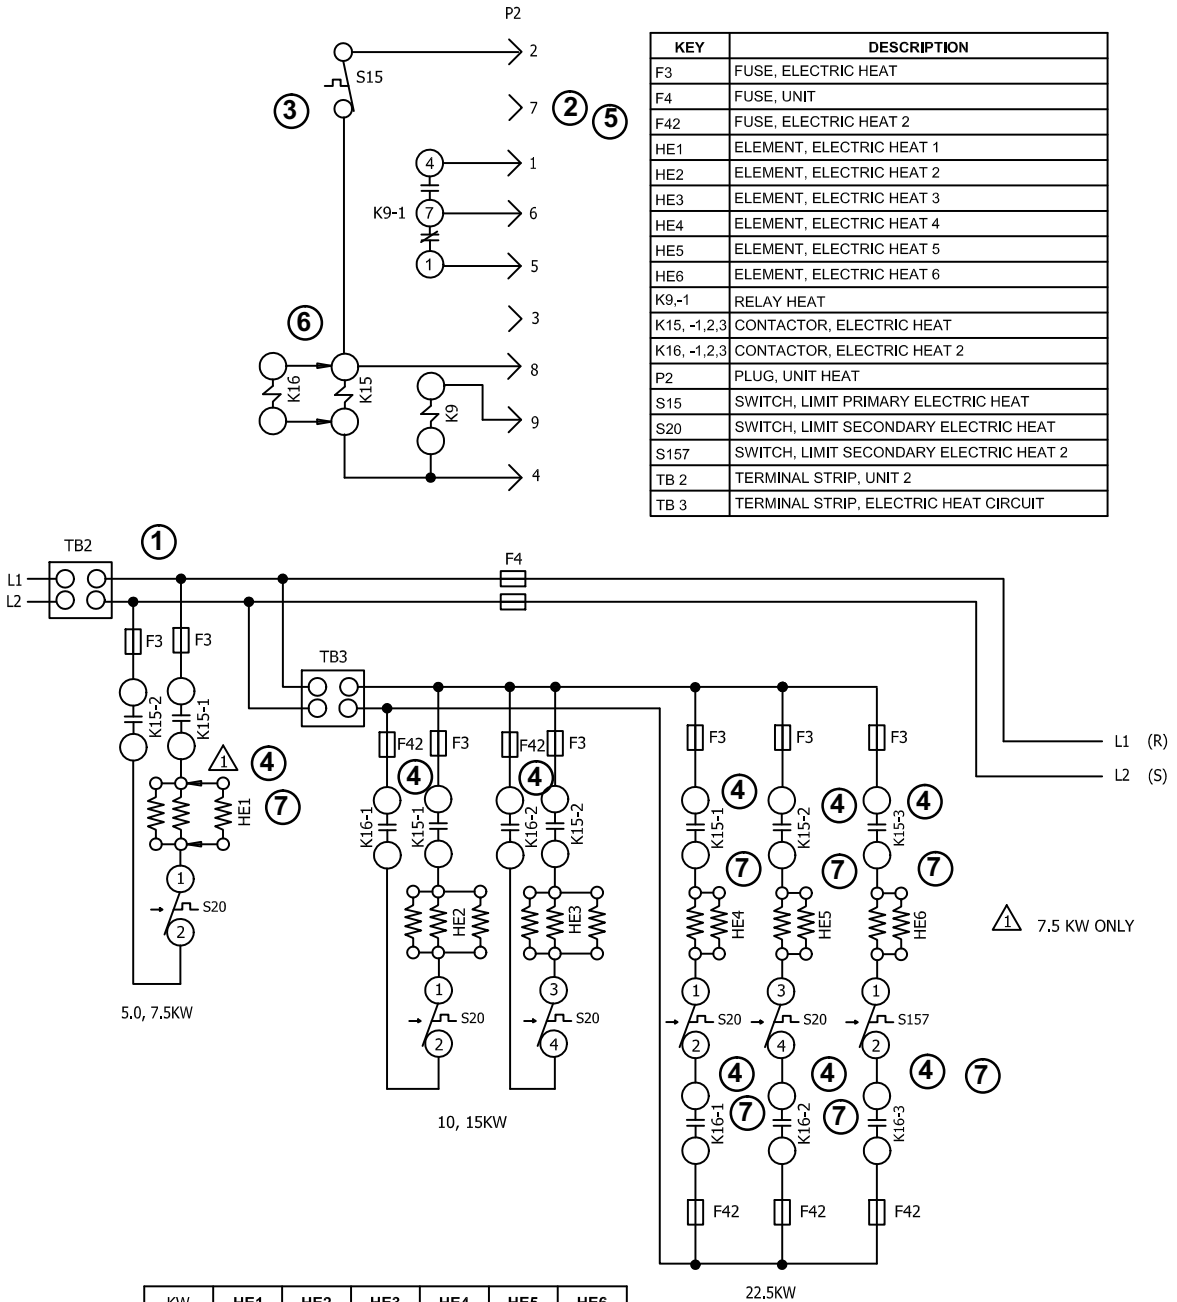 P2
2
S15
3
7
2
5
4
1
K9-1
7
6
1
5
3
6
8
K16
K15
K9
9
4
KEY DESCRIPTION
F3 FUSE, ELECTRIC HEAT
F4 FUSE, UNIT
F42 FUSE, ELECTRIC HEAT 2
HE1 ELEMENT, ELECTRIC HEAT 1
HE2 ELEMENT, ELECTRIC HEAT 2
HE3 ELEMENT, ELECTRIC HEAT 3
HE4 ELEMENT, ELECTRIC HEAT 4
HE5 ELEMENT, ELECTRIC HEAT 5
HE6 ELEMENT, ELECTRIC HEAT 6
K9,-1 RELAY HEAT
K15, -1,2,3 CONTACTOR, ELECTRIC HEAT
K16, -1,2,3 CONTACTOR, ELECTRIC HEAT 2
P2 PLUG, UNIT HEAT
S15 SWITCH, LIMIT PRIMARY ELECTRIC HEAT
S20 SWITCH, LIMIT SECONDARY ELECTRIC HEAT
S157 SWITCH, LIMIT SECONDARY ELECTRIC HEAT 2
TB 2 TERMINAL STRIP, UNIT 2
TB 3 TERMINAL STRIP, ELECTRIC HEAT CIRCUIT
TB2
1
F4
L1
L2
F3
F3
TB3
K15-2
K15-1
1
4
HE1
7
1
S20
2
5.0, 7.5KW
F42
F3
F42
F3
4
4
K16-1
K15-1
K16-2
K15-2
HE2
HE3
1
S20
2
3
S20
4
10, 15KW
F3
F3
F3
L1 (R)
L2 (S)
4
4
4
K15-1
K15-2
K15-3
7
7
7
HE4
HE5
HE6
1
7.5 KW ONLY
1
S20
2
3
S20
4
1
S157
2
4
4
4
7
7
7
K16-1
K16-2
K16-3
F42
F42
F42
22.5KW
KW HE1 HE2 HE3 HE4 HE5 HE6